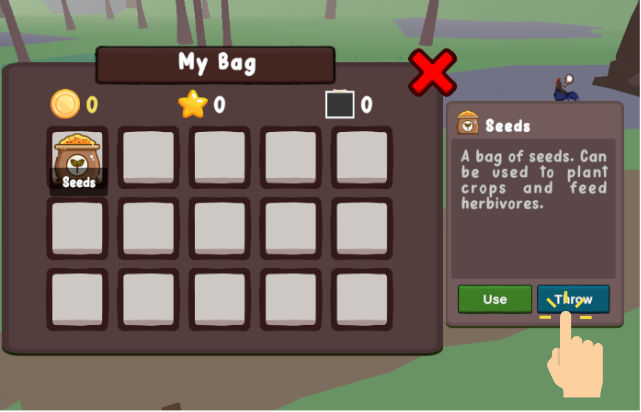 My Bag
0
0
0
Seeds
Seeds
A bag of seeds. Can
be used to plant
crops and feed
herbivores.
Use
Throw